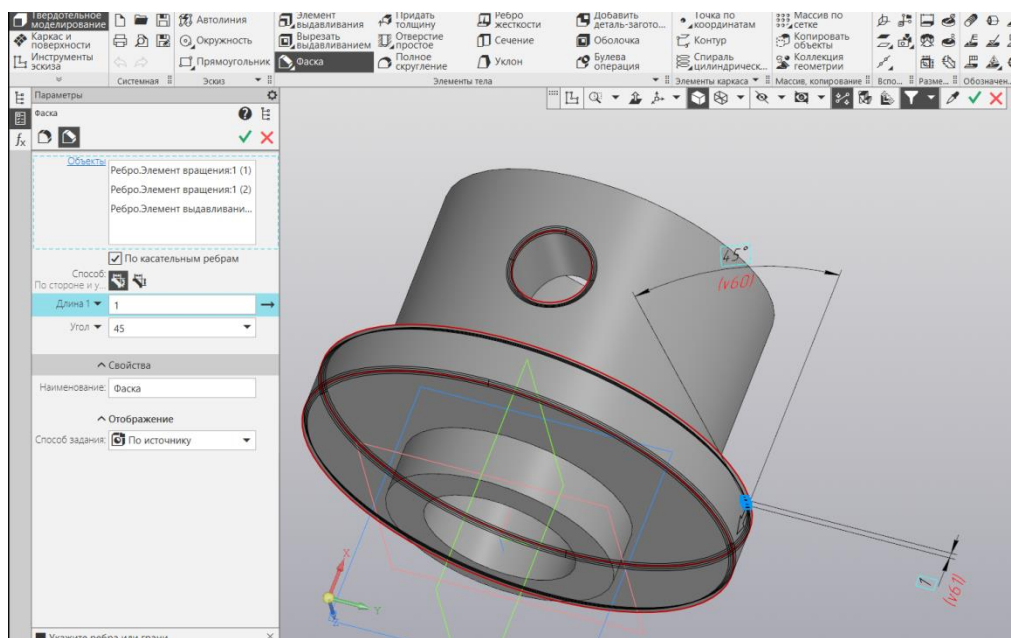 Твердотельное моделирование
Каркас и поверхности
Инструменты эскиза
Системная
Автолиния
Окружность
Прямоугольник
Эскиз
Элемент выдавливания
Вырезать выдавливанием
Фаска
Придать толщину
Отверстие простое
Полное скругление
Ребро жесткости
Сечение
Уклон
Добавить деталь-загото...
Оболочка
Булева операция
Элементы тела
Точка по координатам
Контур
Спираль цилиндрическ...
Элементы каркаса
Массив по сетке
Копировать объекты
Коллекция геометрии
Массив, копирование
Вспо...
Разме...
Обозначен...
Параметры
Фаска
Объекты
Ребро.Элемент вращения:1 (1)
Ребро.Элемент вращения:1 (2)
Ребро.Элемент выдавливани...
По касательным ребрам
Способ:
По стороне и у...
Длина 1
1
Угол
45
Свойства
Наименование:
Фаска
Отображение
Способ задания:
По источнику
Укажите ребра или грани
45°
(v60)
1
(v61)
X
Y
Z